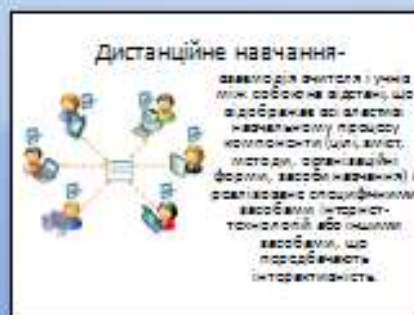 Дистанційне навчання-
взаємодія вчителя і учнів
між собою на відстані, що
відображає всі властиві
навчальному процесу
компоненти (цілі, зміст,
методи, організаційні
форми, засоби навчання) і
реалізоване специфічними
засобами Інтернет-
технологій або іншими
засобами, що
передбачають
інтерактивність.